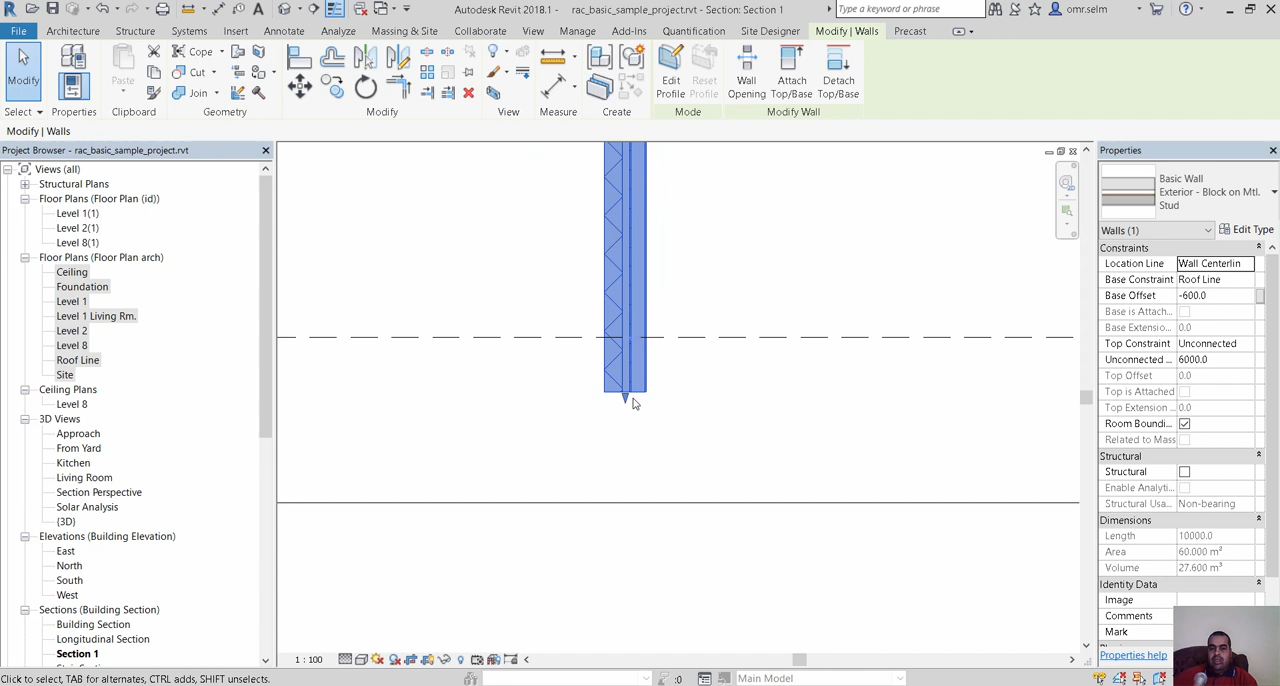 Autodesk Revit 2018.1 - rac_basic_sample_project.rvt - Section: Section 1
Type a keyword or phrase
omr.selm
File Architecture Structure Systems Insert Annotate Analyze Massing & Site Collaborate View Manage Add-Ins Quantification Site Designer Modify | Walls Precast
Modify
Paste
Cope
Cut
Join
Edit Profile
Reset Profile
Wall Opening
Attach Top/Base
Detach Top/Base
Select Properties Clipboard Geometry Modify View Measure Create Mode Modify Wall
Modify | Walls
Project Browser - rac_basic_sample_project.rvt
Views (all)
Structural Plans
Floor Plans (Floor Plan (id))
Level 1(1)
Level 2(1)
Level 8(1)
Floor Plans (Floor Plan arch)
Ceiling
Foundation
Level 1
Level 1 Living Rm.
Level 2
Level 8
Roof Line
Site
Ceiling Plans
Level 8
3D Views
Approach
From Yard
Kitchen
Living Room
Section Perspective
Solar Analysis
{3D}
Elevations (Building Elevation)
East
North
South
West
Sections (Building Section)
Building Section
Longitudinal Section
Section 1
1 : 100
Properties
Basic Wall
Exterior - Block on Mtl. Stud
Walls (1)
Edit Type
Constraints
Location Line Wall Centerlin
Base Constraint Roof Line
Base Offset -600.0
Base is Attach...
Base Extensio... 0.0
Top Constraint Unconnected
Unconnected ... 6000.0
Top Offset 0.0
Top is Attached
Top Extension ... 0.0
Room Boundi...
Related to Mass
Structural
Structural
Enable Analyti...
Structural Usa... Non-bearing
Dimensions
Length 10000.0
Area 60.000 m²
Volume 27.600 m³
Identity Data
Image
Comments
Mark
Properties help
Click to select, TAB for alternates, CTRL adds, SHIFT unselects.
:0
Main Model